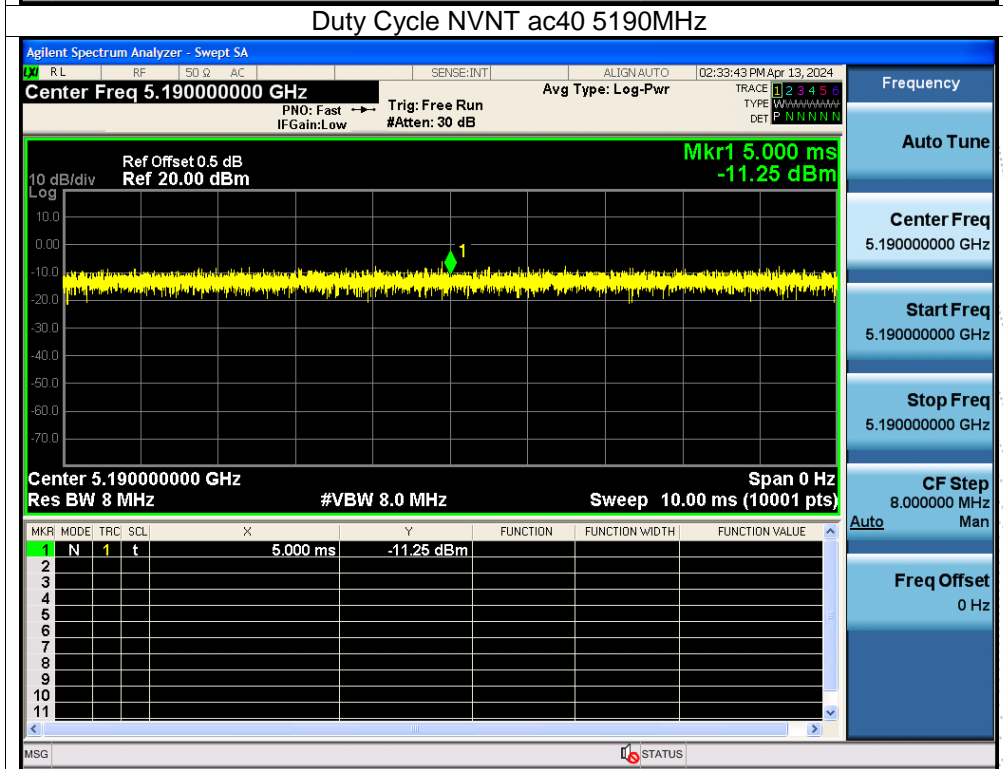 Duty Cycle NVNT ac40 5190MHz
Agilent Spectrum Analyzer - Swept SA
LXI RL RF 50 Ω AC SENSE:INT ALIGN AUTO 02:33:43 PM Apr 13, 2024
Center Freq 5.190000000 GHz
PNO: Fast
IFGain:Low
Trig: Free Run
#Atten: 30 dB
Avg Type: Log-Pwr
TRACE 1 2 3 4 5 6
TYPE WWWWWW
DET P N N N N N
Ref Offset 0.5 dB
10 dB/div Ref 20.00 dBm
Log
Mkr1 5.000 ms
-11.25 dBm
10.0
0.00
-10.0
-20.0
-30.0
-40.0
-50.0
-60.0
-70.0
1
Center 5.190000000 GHz Span 0 Hz
Res BW 8 MHz #VBW 8.0 MHz Sweep 10.00 ms (10001 pts)
MKR MODE TRC SCL X Y FUNCTION FUNCTION WIDTH FUNCTION VALUE
1 N 1 t 5.000 ms -11.25 dBm
2
3
4
5
6
7
8
9
10
11
MSG STATUS
Frequency
Auto Tune
Center Freq
5.190000000 GHz
Start Freq
5.190000000 GHz
Stop Freq
5.190000000 GHz
CF Step
8.000000 MHz
Auto Man
Freq Offset
0 Hz